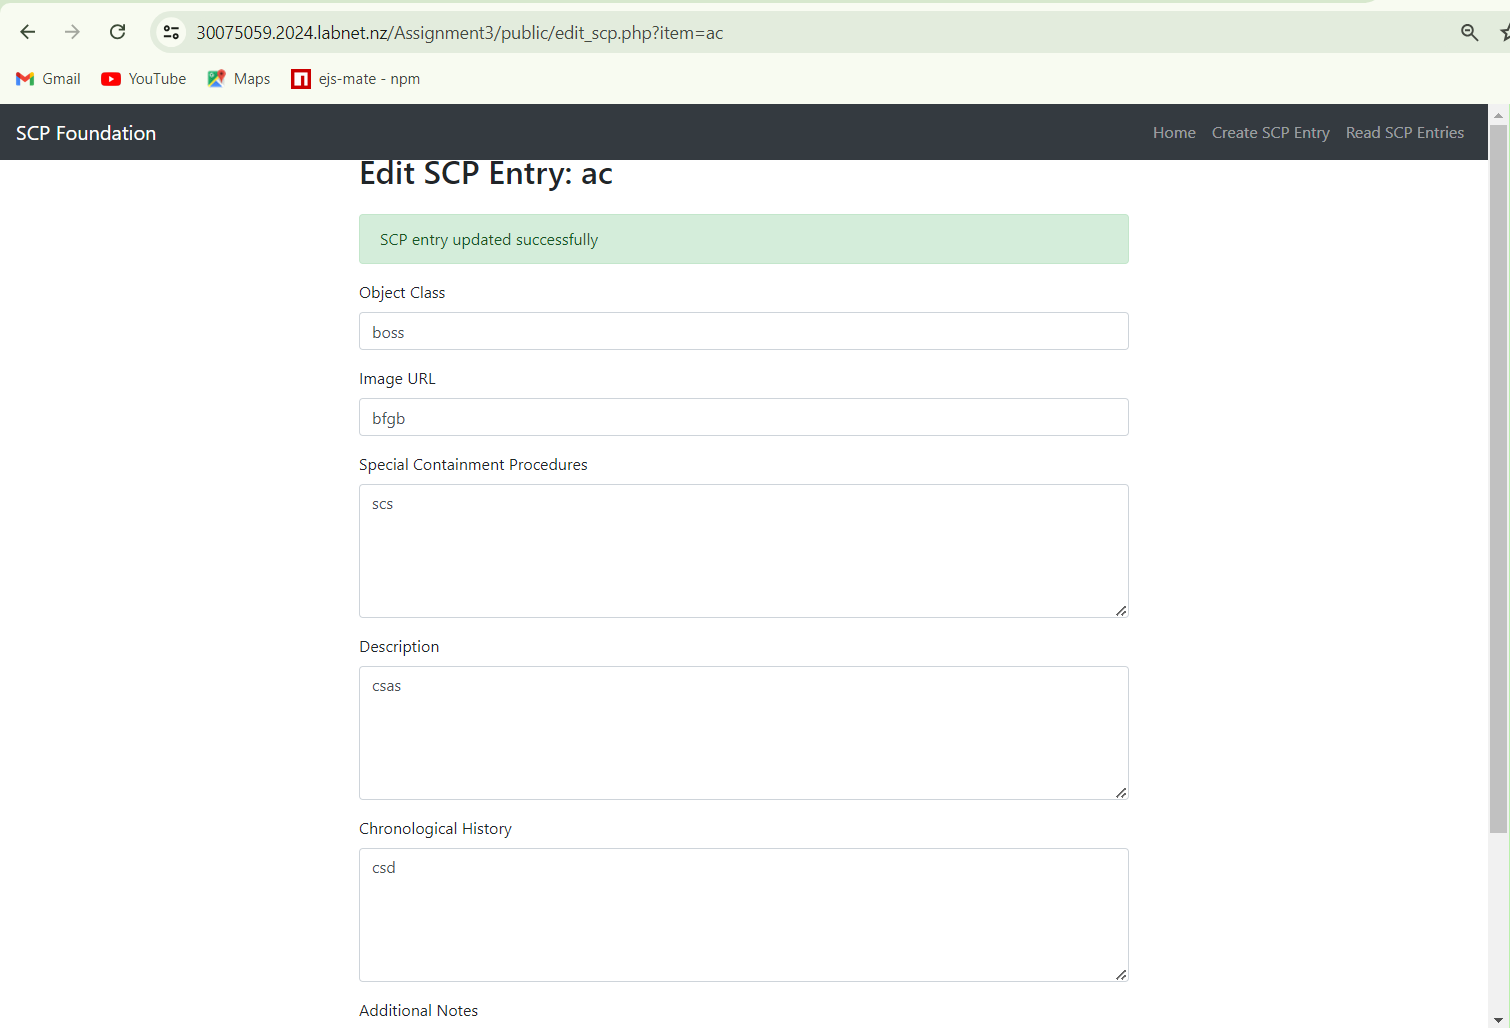 30075059.2024.labnet.nz/Assignment3/public/edit_scp.php?item=ac
Gmail YouTube Maps ejs-mate - npm
SCP Foundation Home Create SCP Entry Read SCP Entries
Edit SCP Entry: ac
SCP entry updated successfully
Object Class
boss
Image URL
bfgb
Special Containment Procedures
scs
Description
csas
Chronological History
csd
Additional Notes